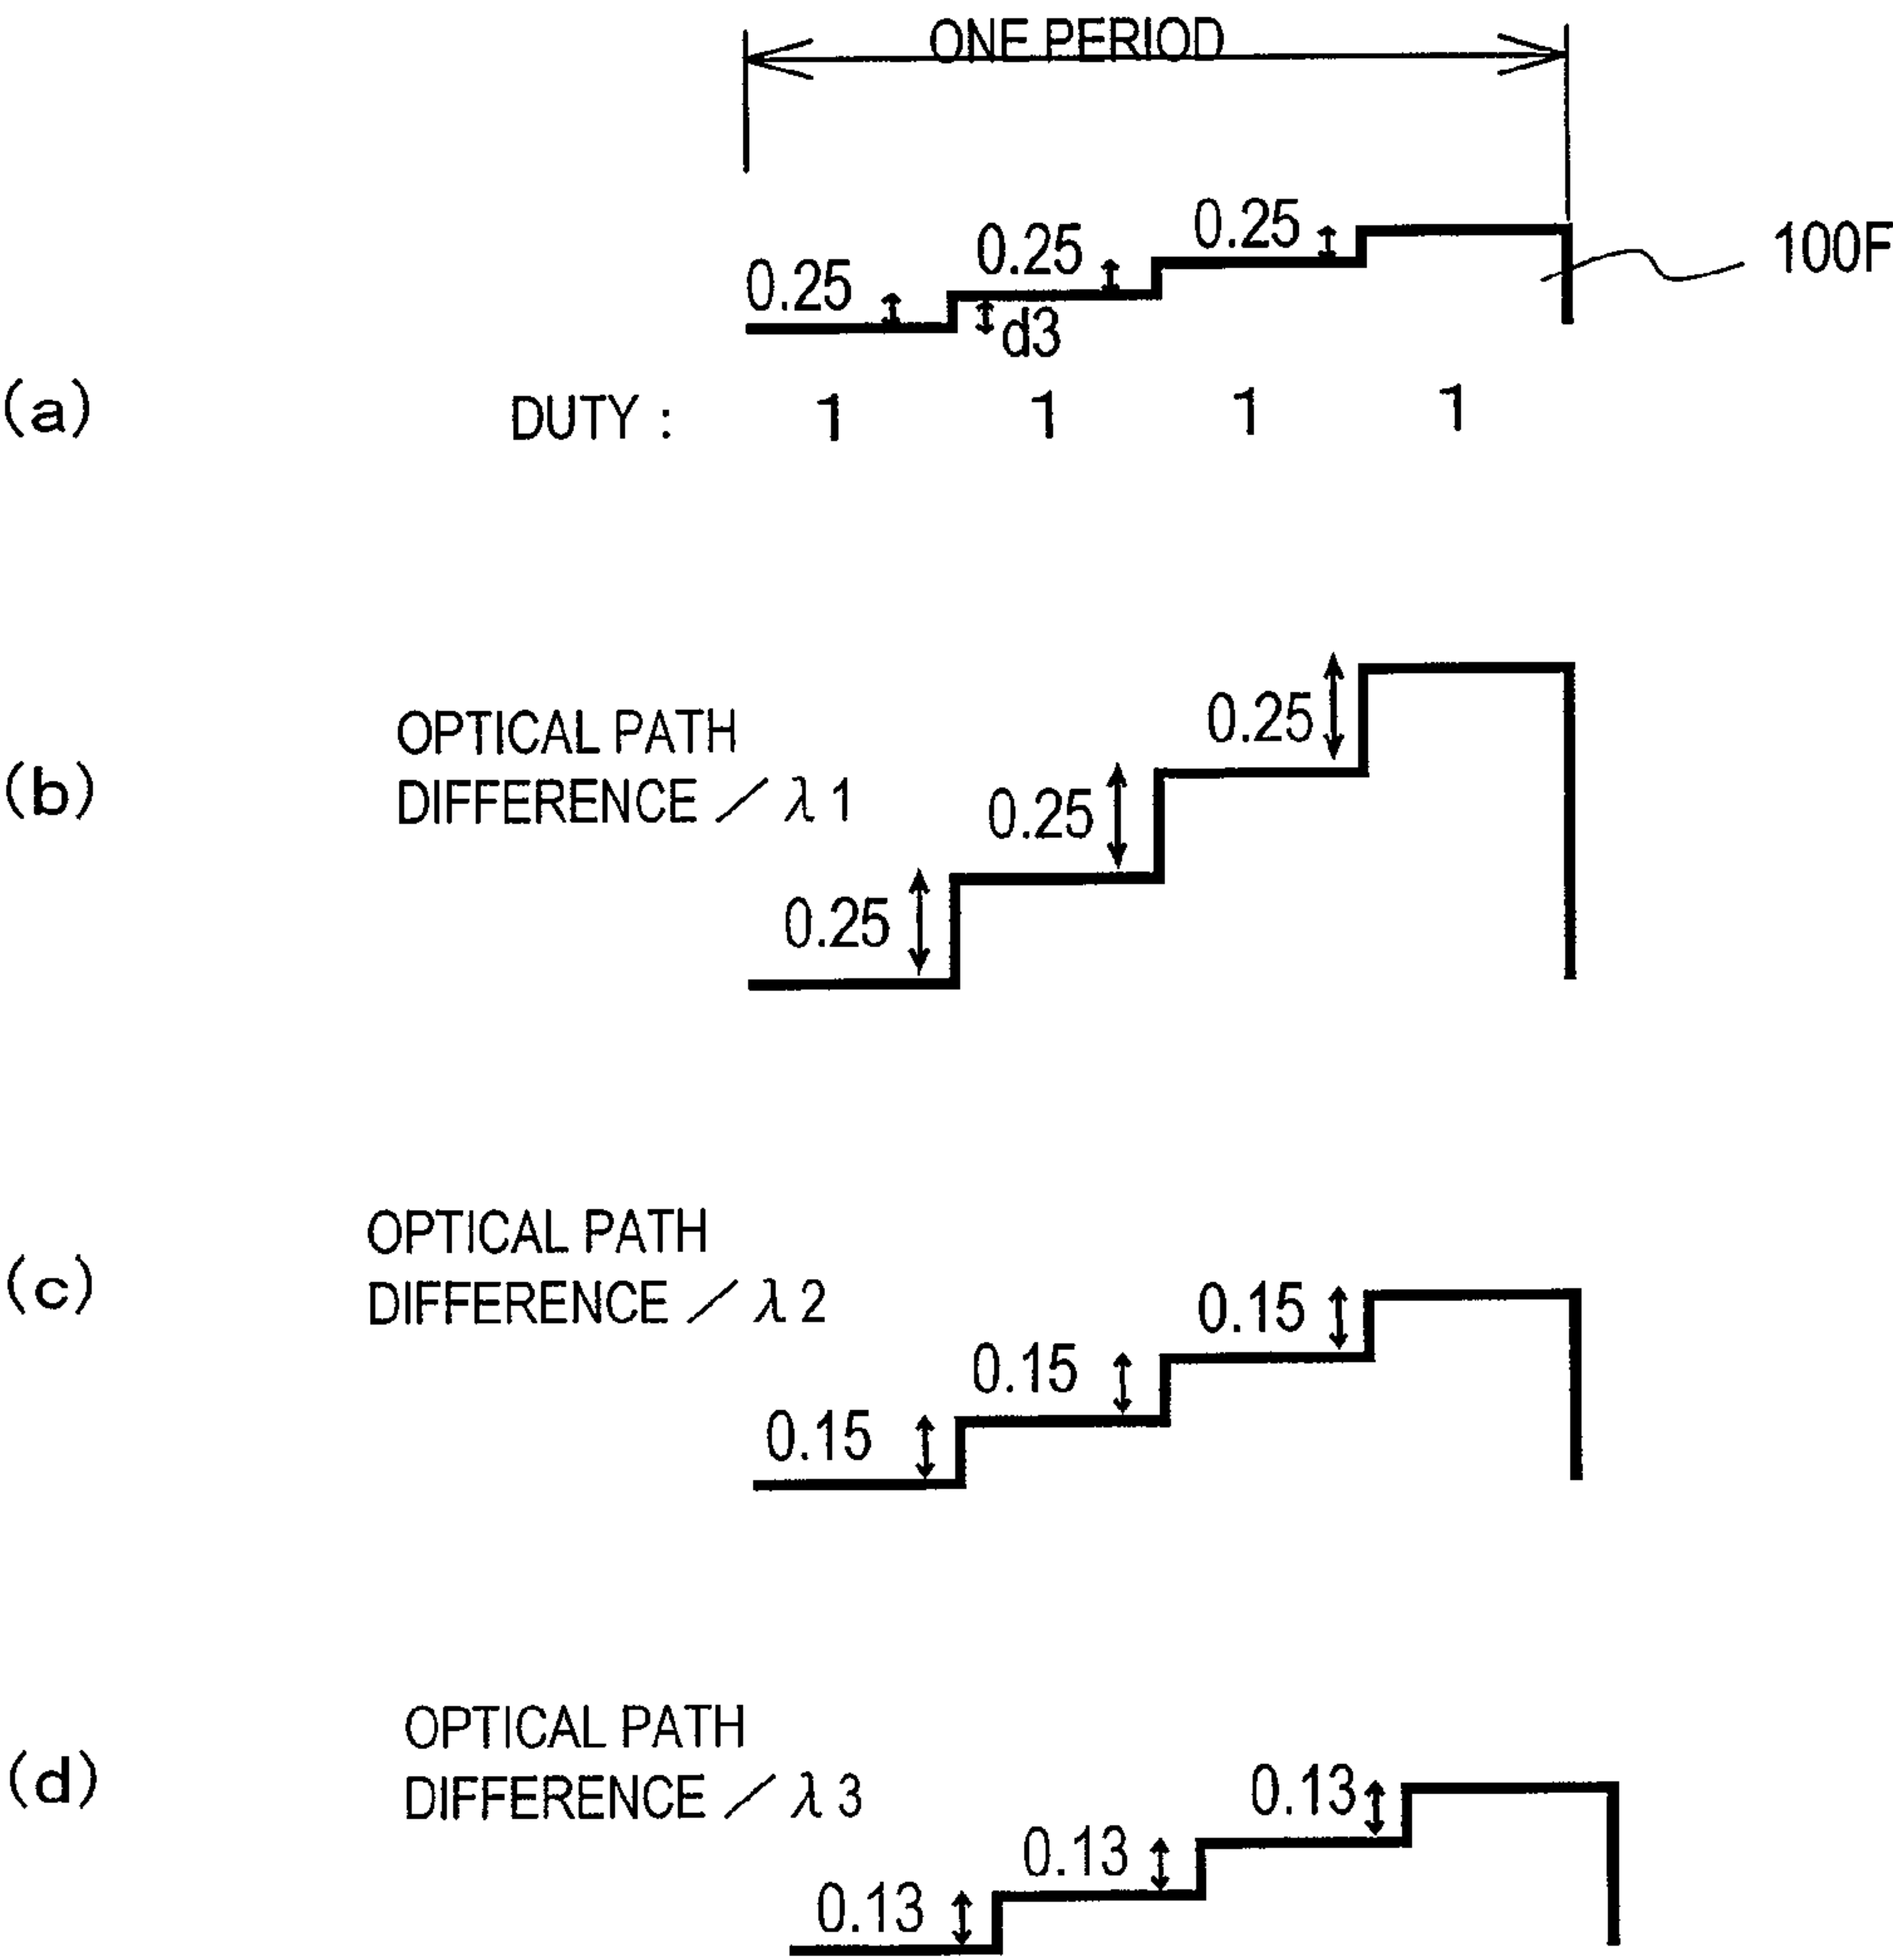 ONE PERIOD
0.25
0.25
0.25
100F
d3
(a)
DUTY : 1 1 1 1
(b)
OPTICAL PATH
DIFFERENCE / λ1
0.25
0.25
0.25
(c)
OPTICAL PATH
DIFFERENCE / λ2
0.15
0.15
0.15
(d)
OPTICAL PATH
DIFFERENCE / λ3
0.13
0.13
0.13